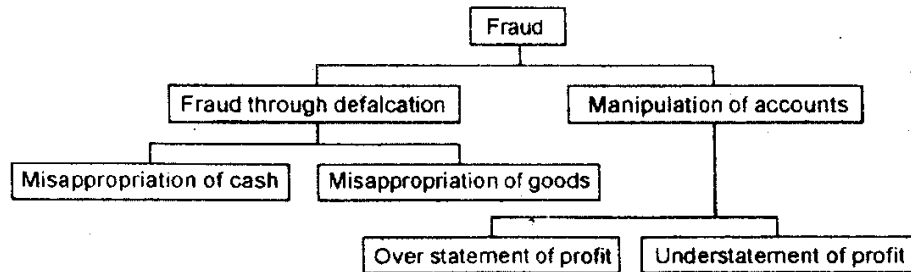 Fraud
Fraud through defalcation
Manipulation of accounts
Misappropriation of cash
Misappropriation of goods
Over statement of profit
Understatement of profit